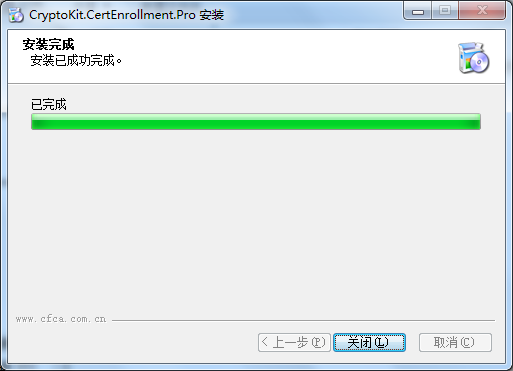 CryptoKit.CertEnrollment.Pro 安装
安装完成
安装已成功完成。
已完成
www.cfca.com.cn
< 上一步(P)
关闭(L)
取消(C)